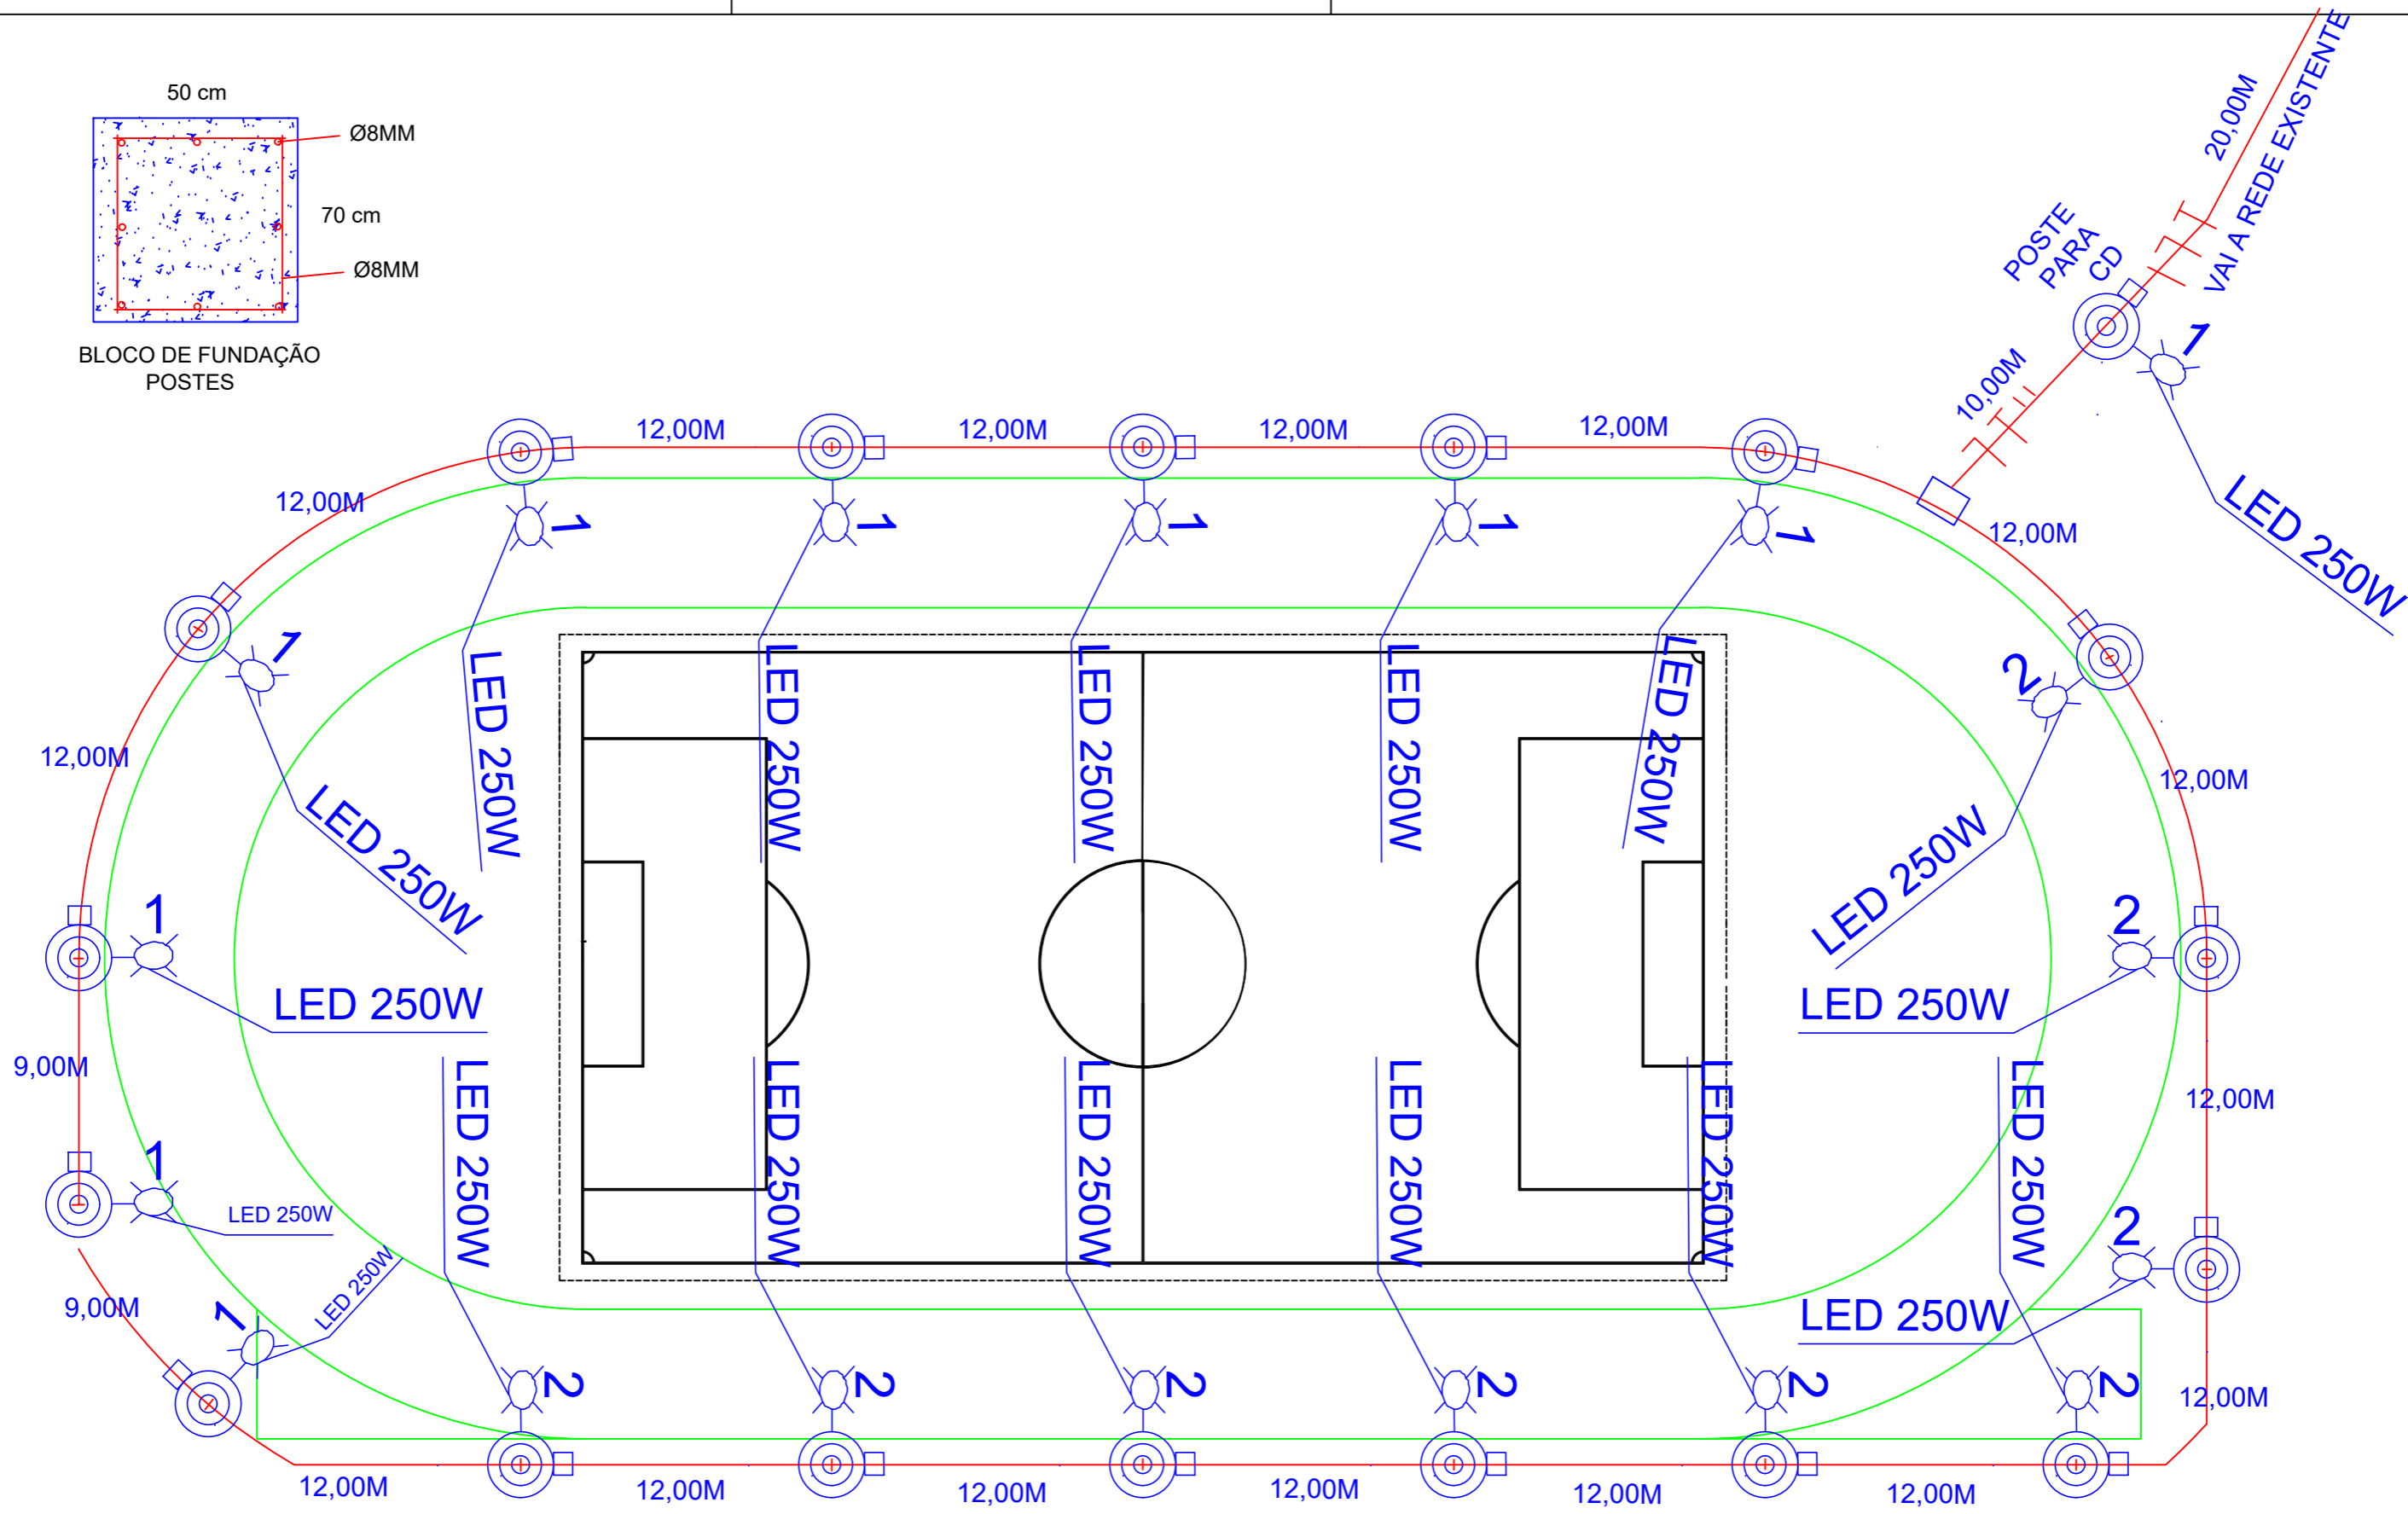 50 cm
Ø8MM
70 cm
Ø8MM
BLOCO DE FUNDAÇÃO
POSTES
20,00M
VAI A REDE EXISTENTE
POSTE
PARA
CD
1
LED 250W
10,00M
12,00M
12,00M
12,00M
12,00M
12,00M
12,00M
1
1
1
1
1
LED 250W
LED 250W
LED 250W
LED 250W
LED 250W
1
LED 250W
2
LED 250W
12,00M
12,00M
1
LED 250W
2
LED 250W
9,00M
12,00M
1
LED 250W
2
LED 250W
LED 250W
LED 250W
LED 250W
LED 250W
LED 250W
LED 250W
9,00M
1
LED 250W
2
2
2
2
2
2
12,00M
12,00M
12,00M
12,00M
12,00M
12,00M
12,00M